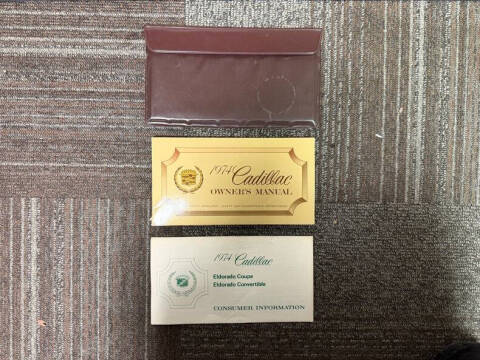 1974 Cadillac
OWNER'S MANUAL
1974 Cadillac
Eldorado Coupe
Eldorado Convertible
CONSUMER INFORMATION